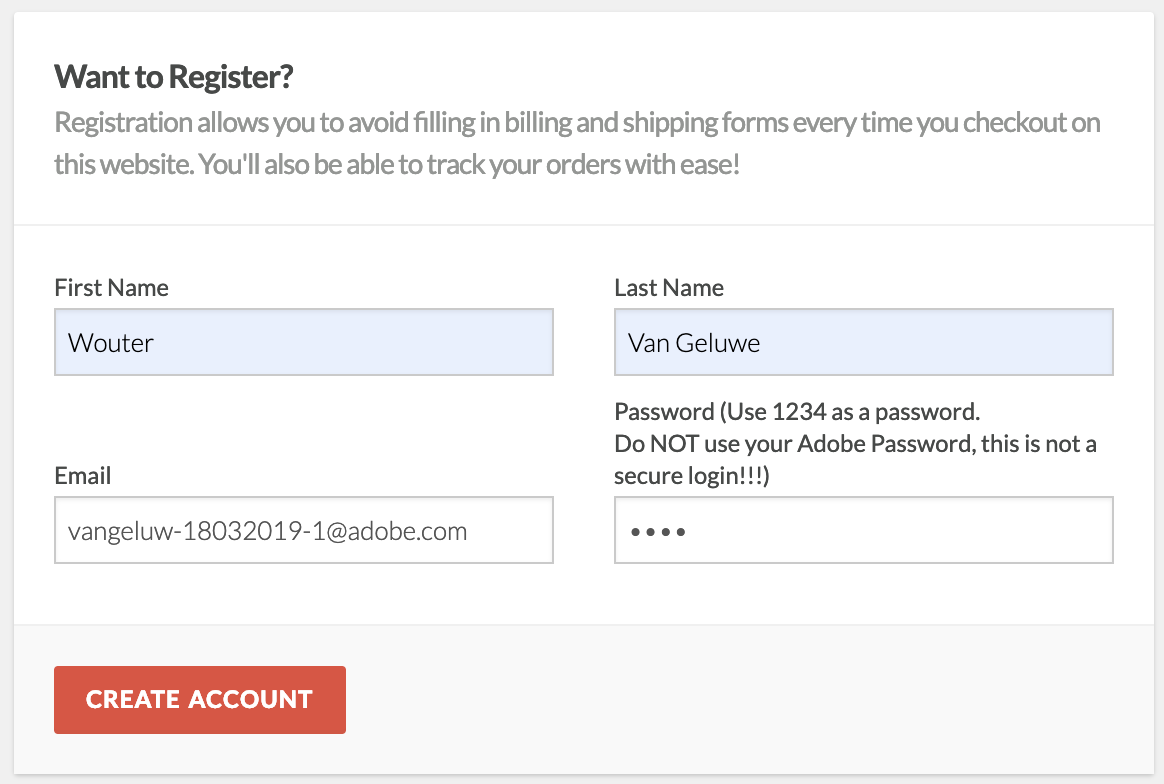 Want to Register?
Registration allows you to avoid filling in billing and shipping forms every time you checkout on
this website. You'll also be able to track your orders with ease!
First Name
Last Name
Wouter
Van Geluwe
Password (Use 1234 as a password.
Do NOT use your Adobe Password, this is not a
secure login!!!)
Email
vangeluw-18032019-1@adobe.com
••••
CREATE ACCOUNT